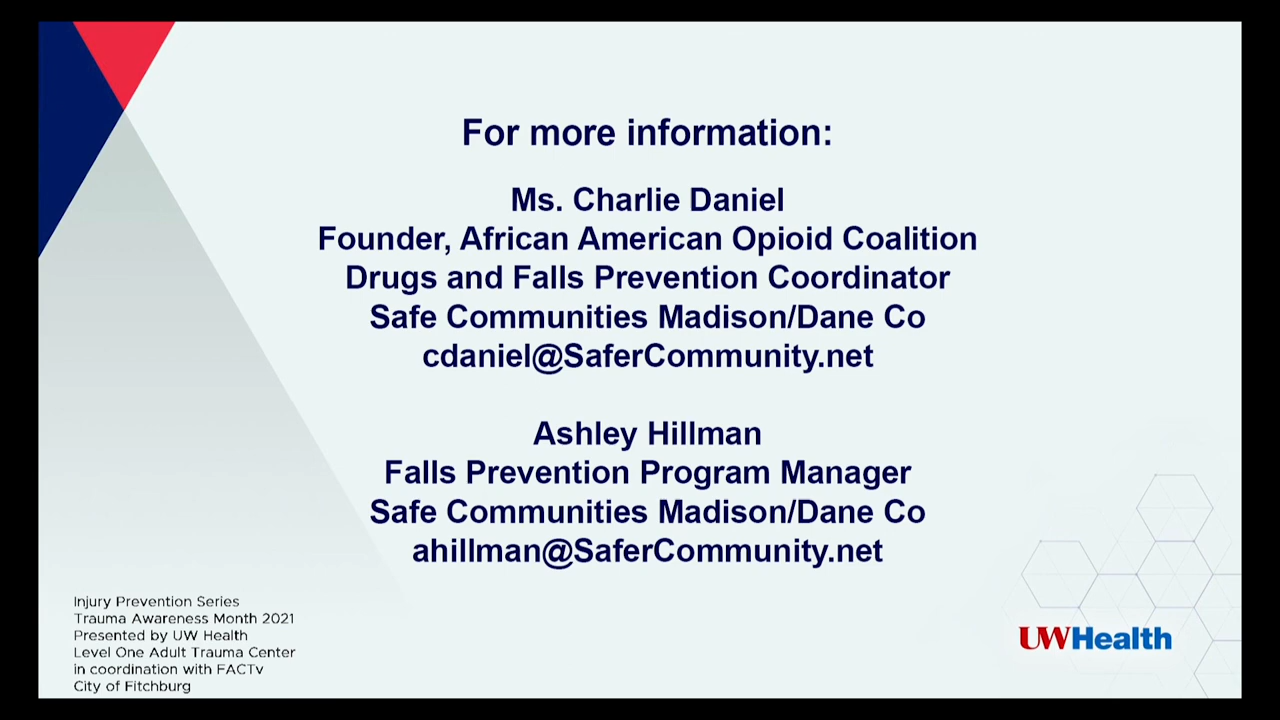 For more information:
Ms. Charlie Daniel
Founder, African American Opioid Coalition
Drugs and Falls Prevention Coordinator
Safe Communities Madison/Dane Co
cdaniel@SaferCommunity.net
Ashley Hillman
Falls Prevention Program Manager
Safe Communities Madison/Dane Co
ahillman@SaferCommunity.net
Injury Prevention Series
Trauma Awareness Month 2021
Presented by UW Health
Level One Adult Trauma Center
in coordination with FACTv
City of Fitchburg
UWHealth